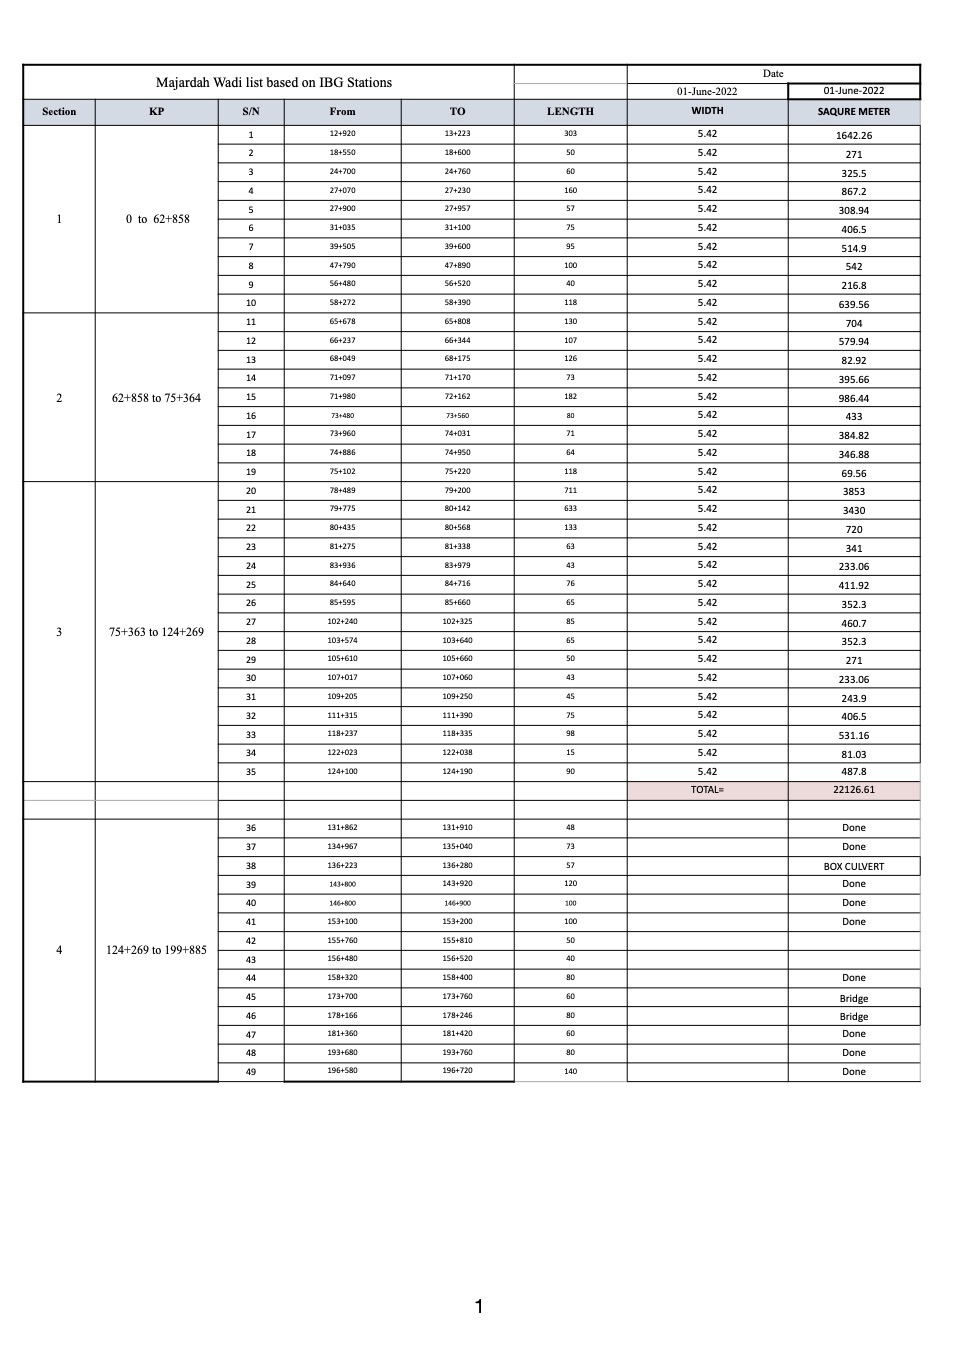 Majardah Wadi list based on IBG Stations
Date
01-June-2022 01-June-2022
Section KP S/N From TO LENGTH WIDTH SAQURE METER
1 12+920 13+223 303 5.42 1642.26
2 18+550 18+600 50 5.42 271
3 24+700 24+760 60 5.42 325.5
4 27+070 27+230 160 5.42 867.2
5 27+900 27+957 57 5.42 308.94
1 0 to 62+858
6 31+035 31+100 75 5.42 406.5
7 39+505 39+600 95 5.42 514.9
8 47+790 47+890 100 5.42 542
9 56+480 56+520 40 5.42 216.8
10 58+272 58+390 118 5.42 639.56
11 65+678 65+808 130 5.42 704
12 66+237 66+344 107 5.42 579.94
13 68+049 68+175 126 5.42 82.92
14 71+097 71+170 73 5.42 395.66
2 62+858 to 75+364 15 71+980 72+162 182 5.42 986.44
16 73+480 73+560 80 5.42 433
17 73+960 74+031 71 5.42 384.82
18 74+886 74+950 64 5.42 346.88
19 75+102 75+220 118 5.42 69.56
20 78+489 79+200 711 5.42 3853
21 79+775 80+142 633 5.42 3430
22 80+435 80+568 133 5.42 720
23 81+275 81+338 63 5.42 341
24 83+936 83+979 43 5.42 233.06
25 84+640 84+716 76 5.42 411.92
26 85+595 85+660 65 5.42 352.3
27 102+240 102+325 85 5.42 460.7
3 75+363 to 124+269
28 103+574 103+640 65 5.42 352.3
29 105+610 105+660 50 5.42 271
30 107+017 107+060 43 5.42 233.06
31 109+205 109+250 45 5.42 243.9
32 111+315 111+390 75 5.42 406.5
33 118+237 118+335 98 5.42 531.16
34 122+023 122+038 15 5.42 81.03
35 124+100 124+190 90 5.42 487.8
TOTAL= 22126.61
36 131+862 131+910 48 Done
37 134+967 135+040 73 Done
38 136+223 136+280 57 BOX CULVERT
39 143+800 143+920 120 Done
40 146+800 146+900 100 Done
41 153+100 153+200 100 Done
42 155+760 155+810 50
4 124+269 to 199+885
43 156+480 156+520 40
44 158+320 158+400 80 Done
45 173+700 173+760 60 Bridge
46 178+166 178+246 80 Bridge
47 181+360 181+420 60 Done
48 193+680 193+760 80 Done
49 196+580 196+720 140 Done
1